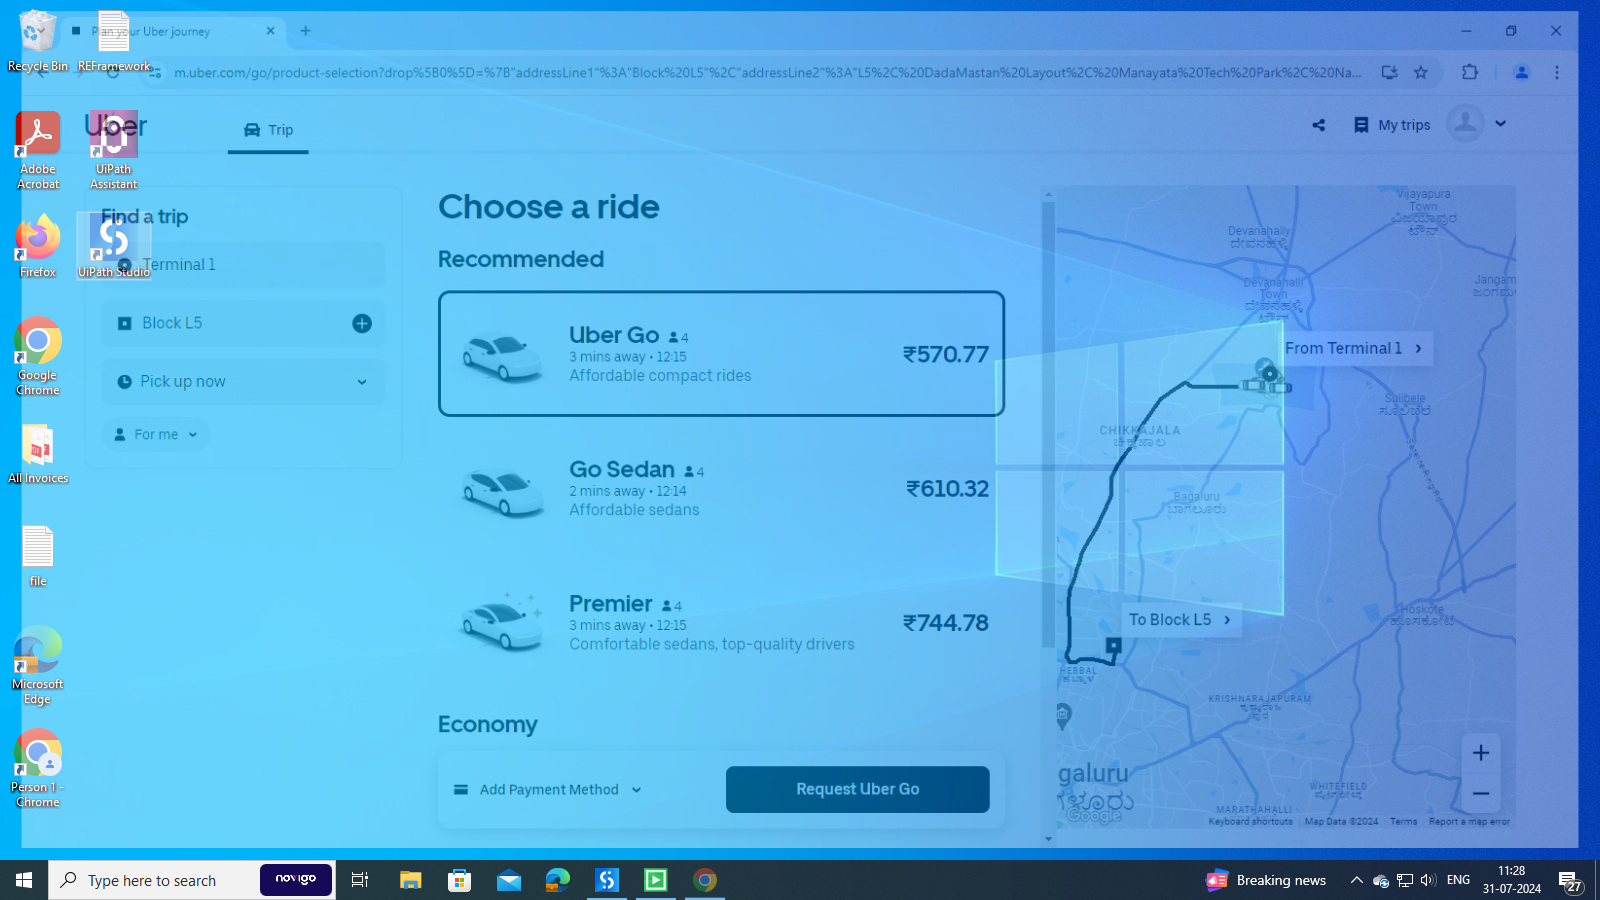 Recycle Bin
REFramework
Adobe
Acrobat
UiPath
Assistant
Firefox
UiPath Studio
Google
Chrome
All Invoices
file
Microsoft
Edge
Person 1 -
Chrome
Plan your Uber journey
m.uber.com/go/product-selection?drop%5B0%5D=%7B"addressLine1"%3A"Block%20L5"%2C"addressLine2"%3A"L5%2C%20DadaMastan%20Layout%2C%20Manayata%20Tech%20Park%2C%20Na...
Uber
Trip
My trips
Find a trip
Terminal 1
Block L5
Pick up now
For me
Choose a ride
Recommended
Uber Go 4
3 mins away • 12:15
Affordable compact rides
₹570.77
Go Sedan 4
2 mins away • 12:14
Affordable sedans
₹610.32
Premier 4
3 mins away • 12:15
Comfortable sedans, top-quality drivers
₹744.78
Economy
Add Payment Method
Request Uber Go
Vijayapura
Town
ವಿಜಯಾಪುರ
ಟೌನ್
Devanahally
ದೇವನಹಳ್ಳಿ
Devanahalli
Town
ದೇವನಹಳ್ಳಿ
ಟೌನ್
Jangam
From Terminal 1
Sulibele
ಸೂಲಿಬೆಲೆ
CHIKKAJALA
ಚಿಕ್ಕಜಾಲ
Bagaluru
ಬಾಗಲೂರು
To Block L5
Hoskote
ಹೊಸಕೋಟೆ
HEBBAL
ಹೆಬ್ಬಾಳ
KRISHNARAJAPURAM
galuru
Google
WHITEFIELD
MARATHAHALLI
Keyboard shortcuts
Map Data ©2024
Terms
Report a map error
Type here to search
novigo
Breaking news
ENG
11:28
31-07-2024
27